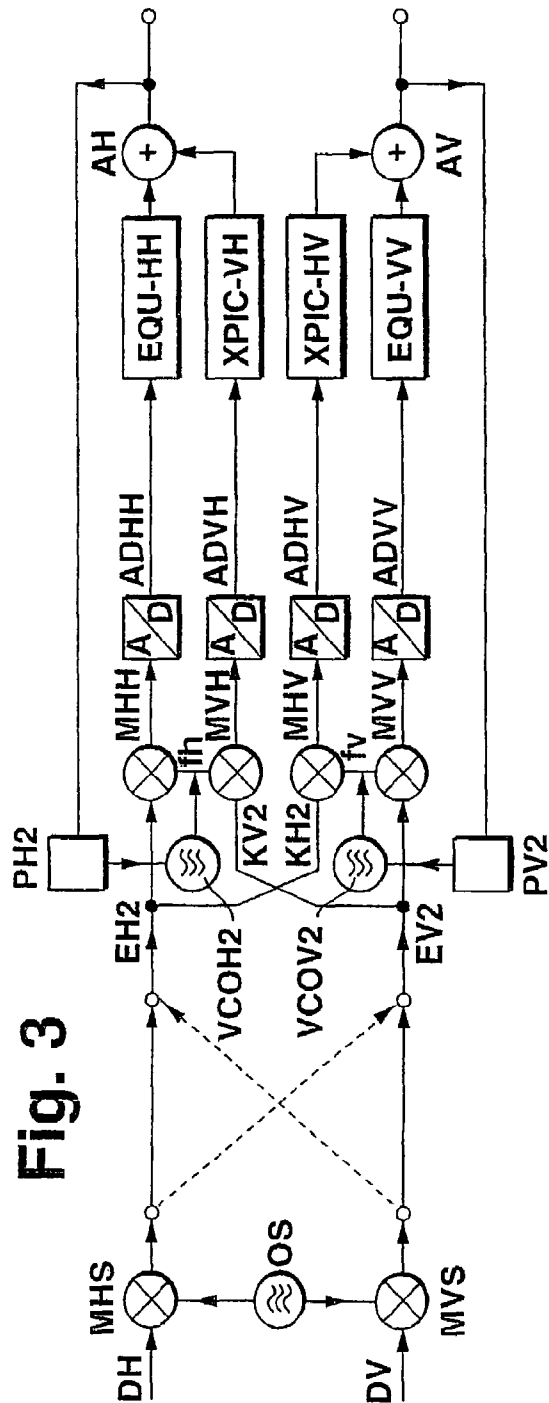 Fig. 3
DH
MHS
OS
DV
MVS
EH2
PH2
VCOH2
VCOV2
EV2
PV2
KV2
KH2
fh
fv
MHH
MVH
MHV
MVV
A
D
A
D
A
D
A
D
ADHH
ADVH
ADHV
ADVV
EQU-HH
XPIC-VH
XPIC-HV
EQU-VV
AH
+
+
AV